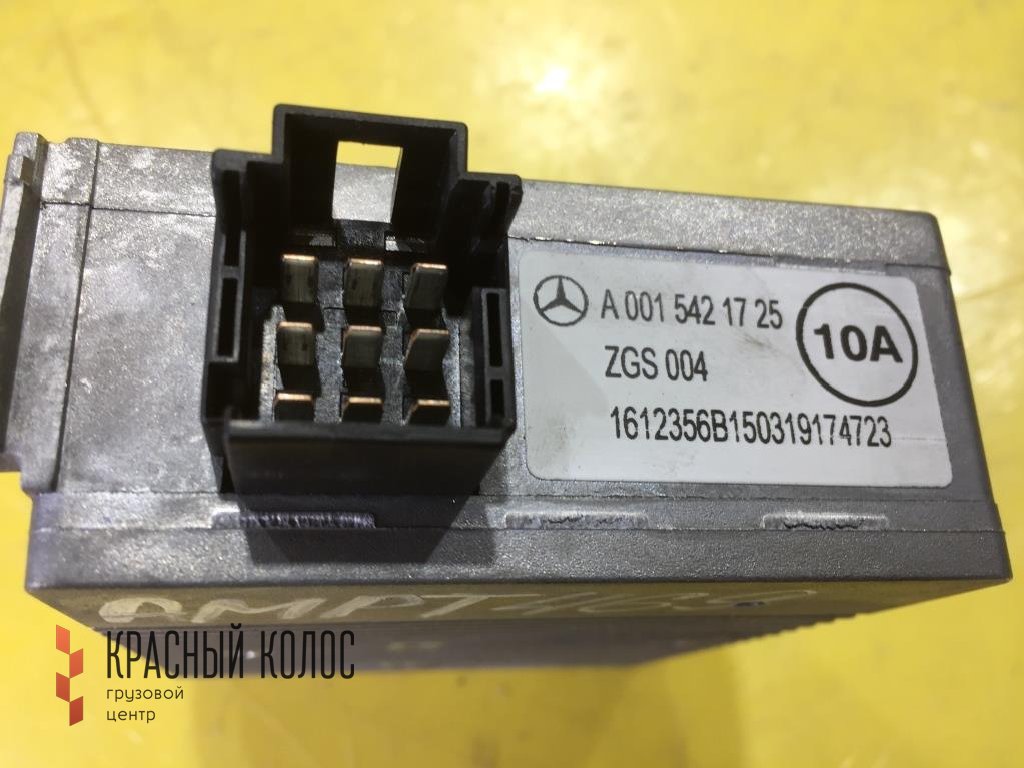 A 001 542 17 25
10A
ZGS 004
1612356B150319174723
КРАСНЫЙ КОЛОС
грузовой
центр